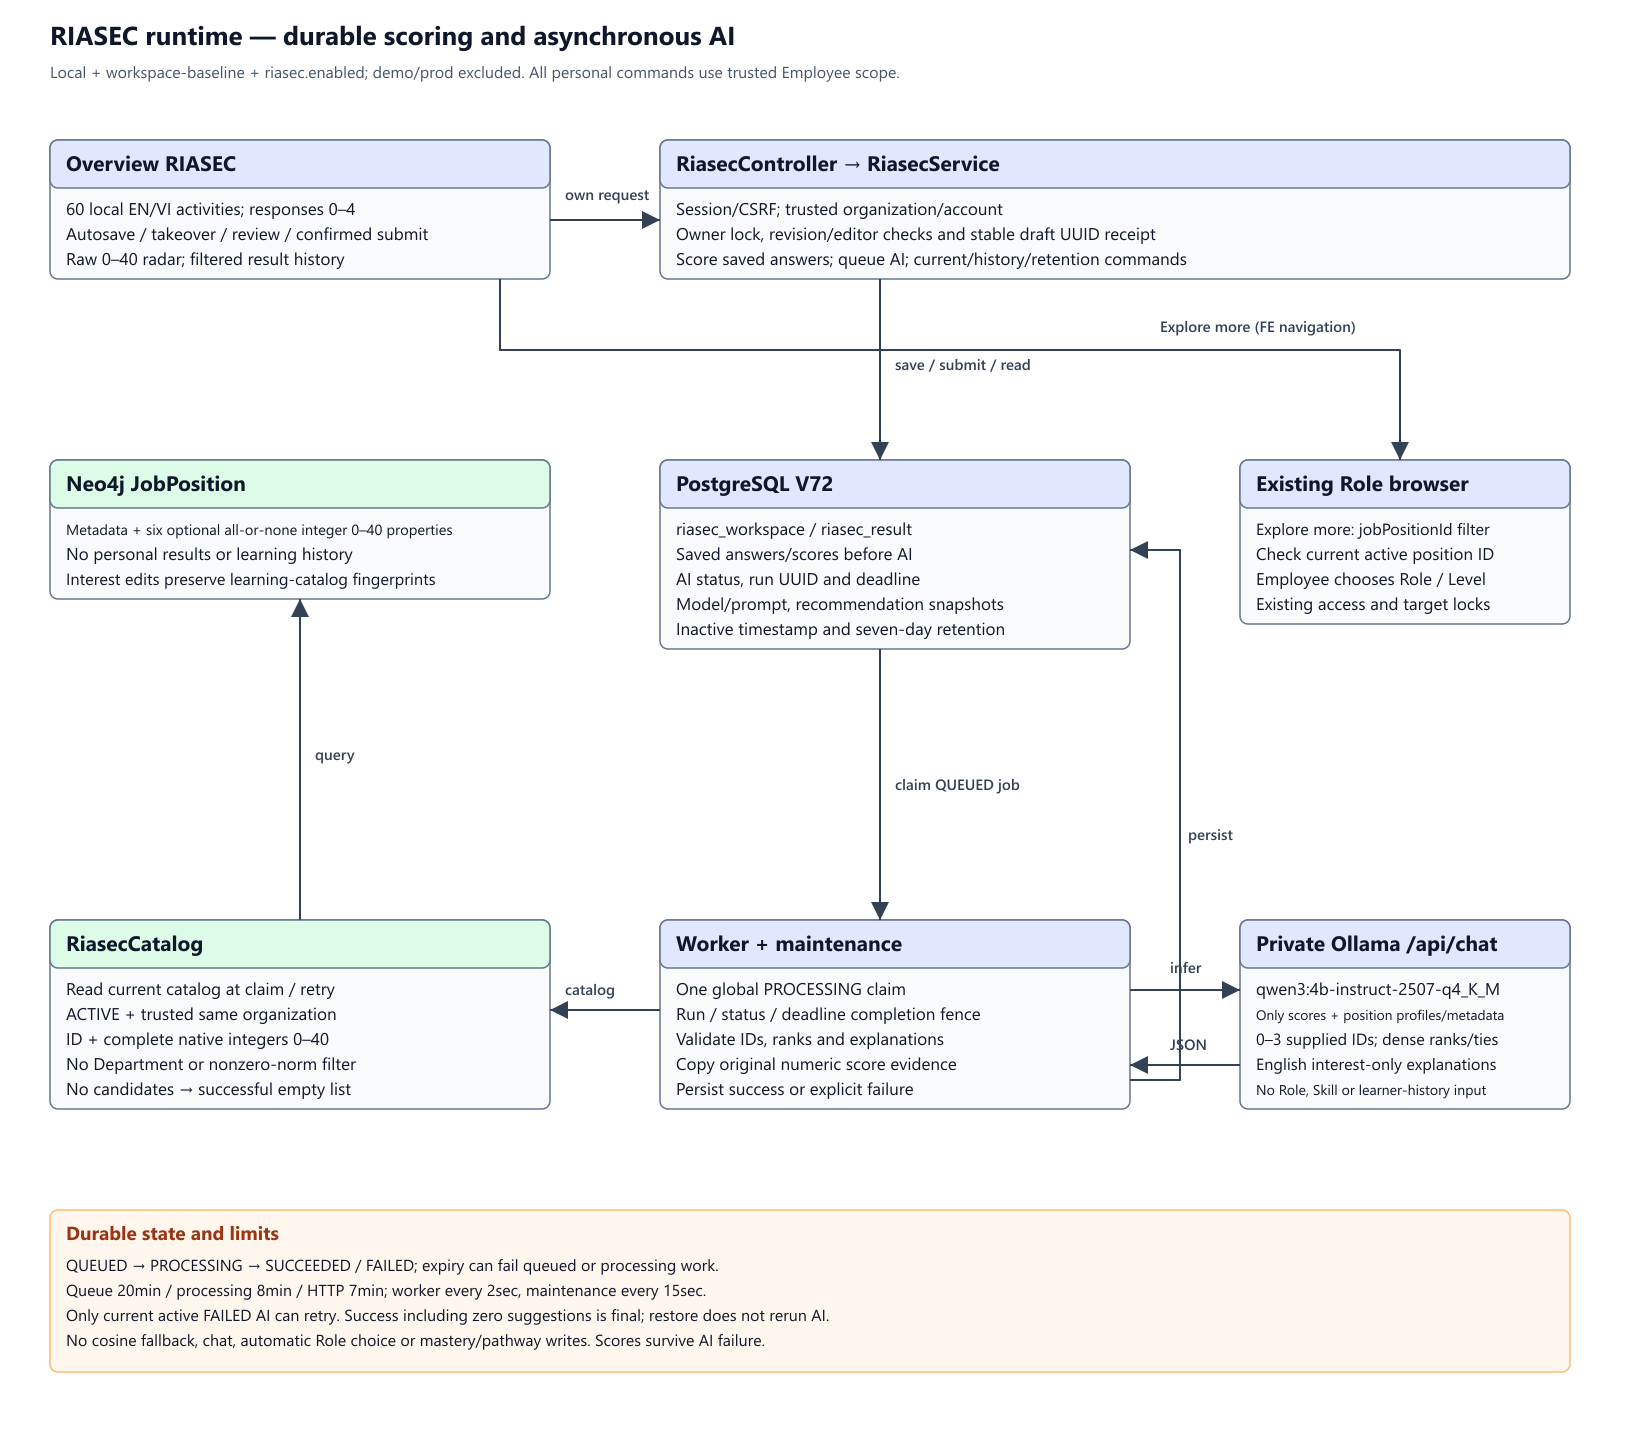 RIASEC runtime — durable scoring and asynchronous AI
Local + workspace-baseline + riasec.enabled; demo/prod excluded. All personal commands use trusted Employee scope.
Overview RIASEC
60 local EN/VI activities; responses 0–4
Autosave / takeover / review / confirmed submit
Raw 0–40 radar; filtered result history
own request
RiasecController → RiasecService
Session/CSRF; trusted organization/account
Owner lock, revision/editor checks and stable draft UUID receipt
Score saved answers; queue AI; current/history/retention commands
Explore more (FE navigation)
save / submit / read
Neo4j JobPosition
Metadata + six optional all-or-none integer 0–40 properties
No personal results or learning history
Interest edits preserve learning-catalog fingerprints
PostgreSQL V72
riasec_workspace / riasec_result
Saved answers/scores before AI
AI status, run UUID and deadline
Model/prompt, recommendation snapshots
Inactive timestamp and seven-day retention
Existing Role browser
Explore more: jobPositionId filter
Check current active position ID
Employee chooses Role / Level
Existing access and target locks
query
claim QUEUED job
persist
RiasecCatalog
Read current catalog at claim / retry
ACTIVE + trusted same organization
ID + complete native integers 0–40
No Department or nonzero-norm filter
No candidates → successful empty list
catalog
Worker + maintenance
One global PROCESSING claim
Run / status / deadline completion fence
Validate IDs, ranks and explanations
Copy original numeric score evidence
Persist success or explicit failure
infer
JSON
Private Ollama /api/chat
qwen3:4b-instruct-2507-q4_K_M
Only scores + position profiles/metadata
0–3 supplied IDs; dense ranks/ties
English interest-only explanations
No Role, Skill or learner-history input
Durable state and limits
QUEUED → PROCESSING → SUCCEEDED / FAILED; expiry can fail queued or processing work.
Queue 20min / processing 8min / HTTP 7min; worker every 2sec, maintenance every 15sec.
Only current active FAILED AI can retry. Success including zero suggestions is final; restore does not rerun AI.
No cosine fallback, chat, automatic Role choice or mastery/pathway writes. Scores survive AI failure.